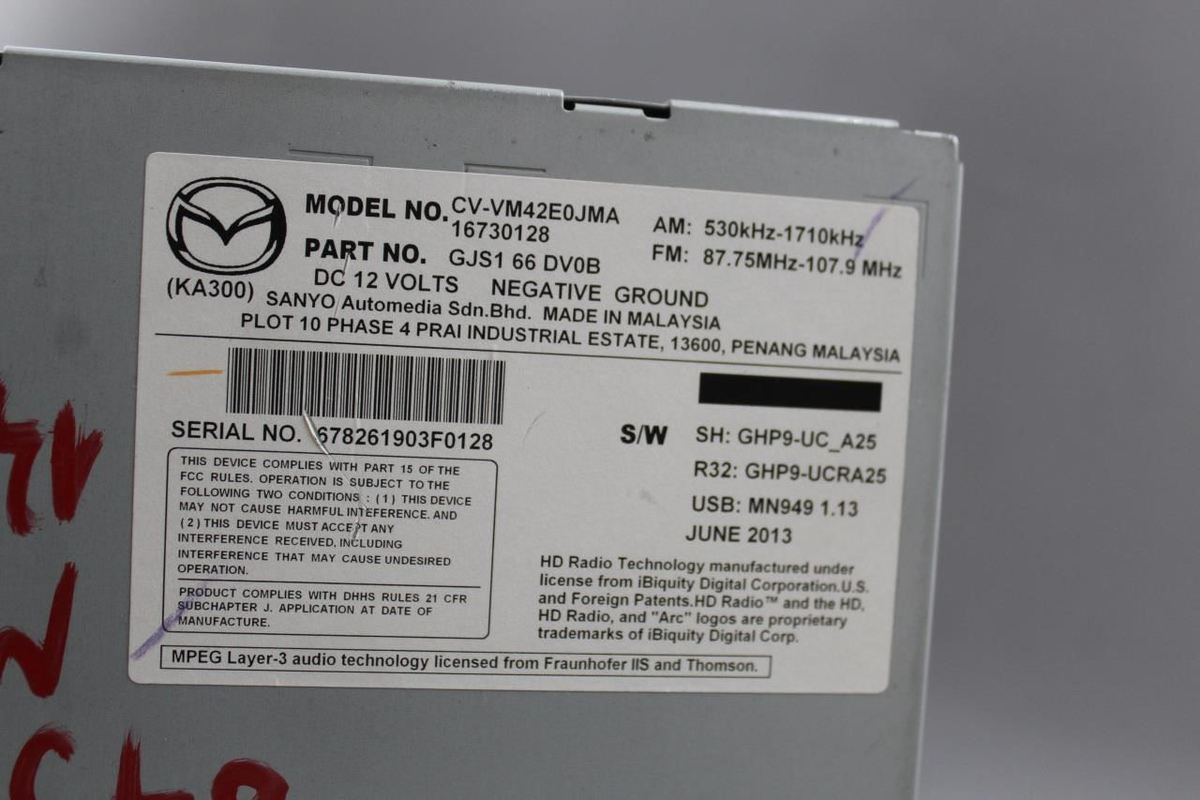 MODEL NO. CV-VM42E0JMA
16730128
AM: 530kHz-1710kHz
PART NO. GJS1 66 DV0B
FM: 87.75MHz-107.9 MHz
DC 12 VOLTS NEGATIVE GROUND
(KA300) SANYO Automedia Sdn.Bhd. MADE IN MALAYSIA
PLOT 10 PHASE 4 PRAI INDUSTRIAL ESTATE, 13600, PENANG MALAYSIA
SERIAL NO. 678261903F0128
THIS DEVICE COMPLIES WITH PART 15 OF THE
FCC RULES. OPERATION IS SUBJECT TO THE
FOLLOWING TWO CONDITIONS : (1) THIS DEVICE
MAY NOT CAUSE HARMFUL INTEFERENCE. AND
(2) THIS DEVICE MUST ACCEPT ANY
INTERFERENCE RECEIVED, INCLUDING
INTERFERENCE THAT MAY CAUSE UNDESIRED
OPERATION.
PRODUCT COMPLIES WITH DHHS RULES 21 CFR
SUBCHAPTER J. APPLICATION AT DATE OF
MANUFACTURE.
S/W SH: GHP9-UC_A25
R32: GHP9-UCRA25
USB: MN949 1.13
JUNE 2013
HD Radio Technology manufactured under
license from iBiquity Digital Corporation.U.S.
and Foreign Patents.HD Radio™ and the HD,
HD Radio, and "Arc" logos are proprietary
trademarks of iBiquity Digital Corp.
MPEG Layer-3 audio technology licensed from Fraunhofer IIS and Thomson.